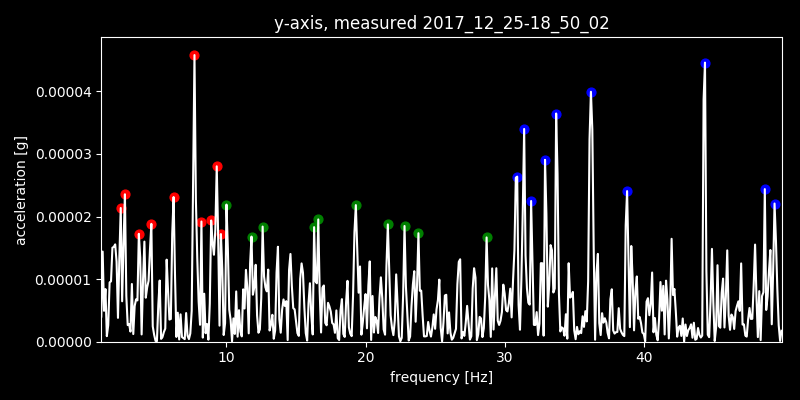 y-axis, measured 2017_12_25-18_50_02
acceleration [g]
0.00004
0.00003
0.00002
0.00001
0.00000
10 20 30 40
frequency [Hz]